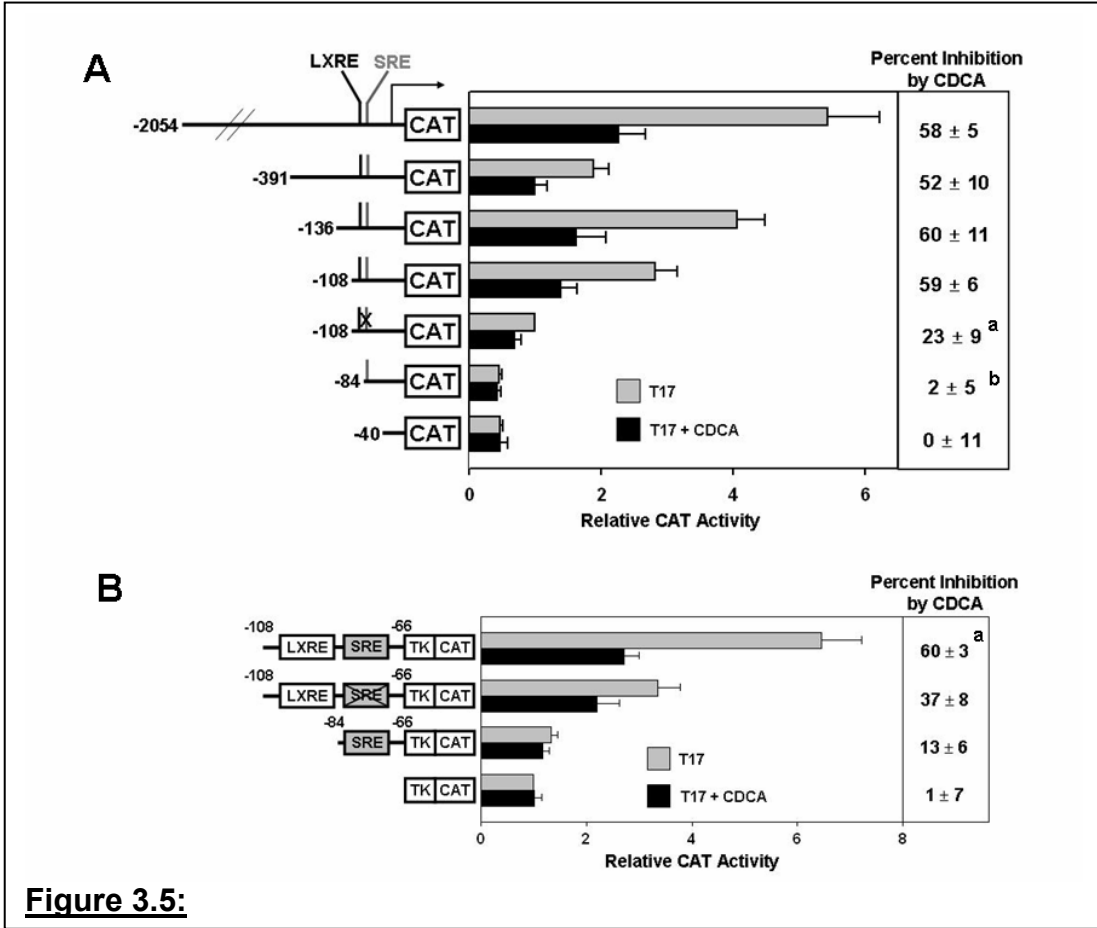 A
LXRE SRE
Percent Inhibition
by CDCA
-2054 CAT 58 ± 5
-391 CAT 52 ± 10
-136 CAT 60 ± 11
-108 CAT 59 ± 6
-108 X CAT 23 ± 9 a
-84 CAT 2 ± 5 b
-40 CAT 0 ± 11
T17
T17 + CDCA
0 2 4 6
Relative CAT Activity
B
Percent Inhibition
by CDCA
-108 -66
LXRE SRE TK CAT 60 ± 3 a
-108 -66
LXRE SRE TK CAT 37 ± 8
-84 -66
SRE TK CAT 13 ± 6
TK CAT 1 ± 7
T17
T17 + CDCA
0 2 4 6 8
Relative CAT Activity
Figure 3.5: